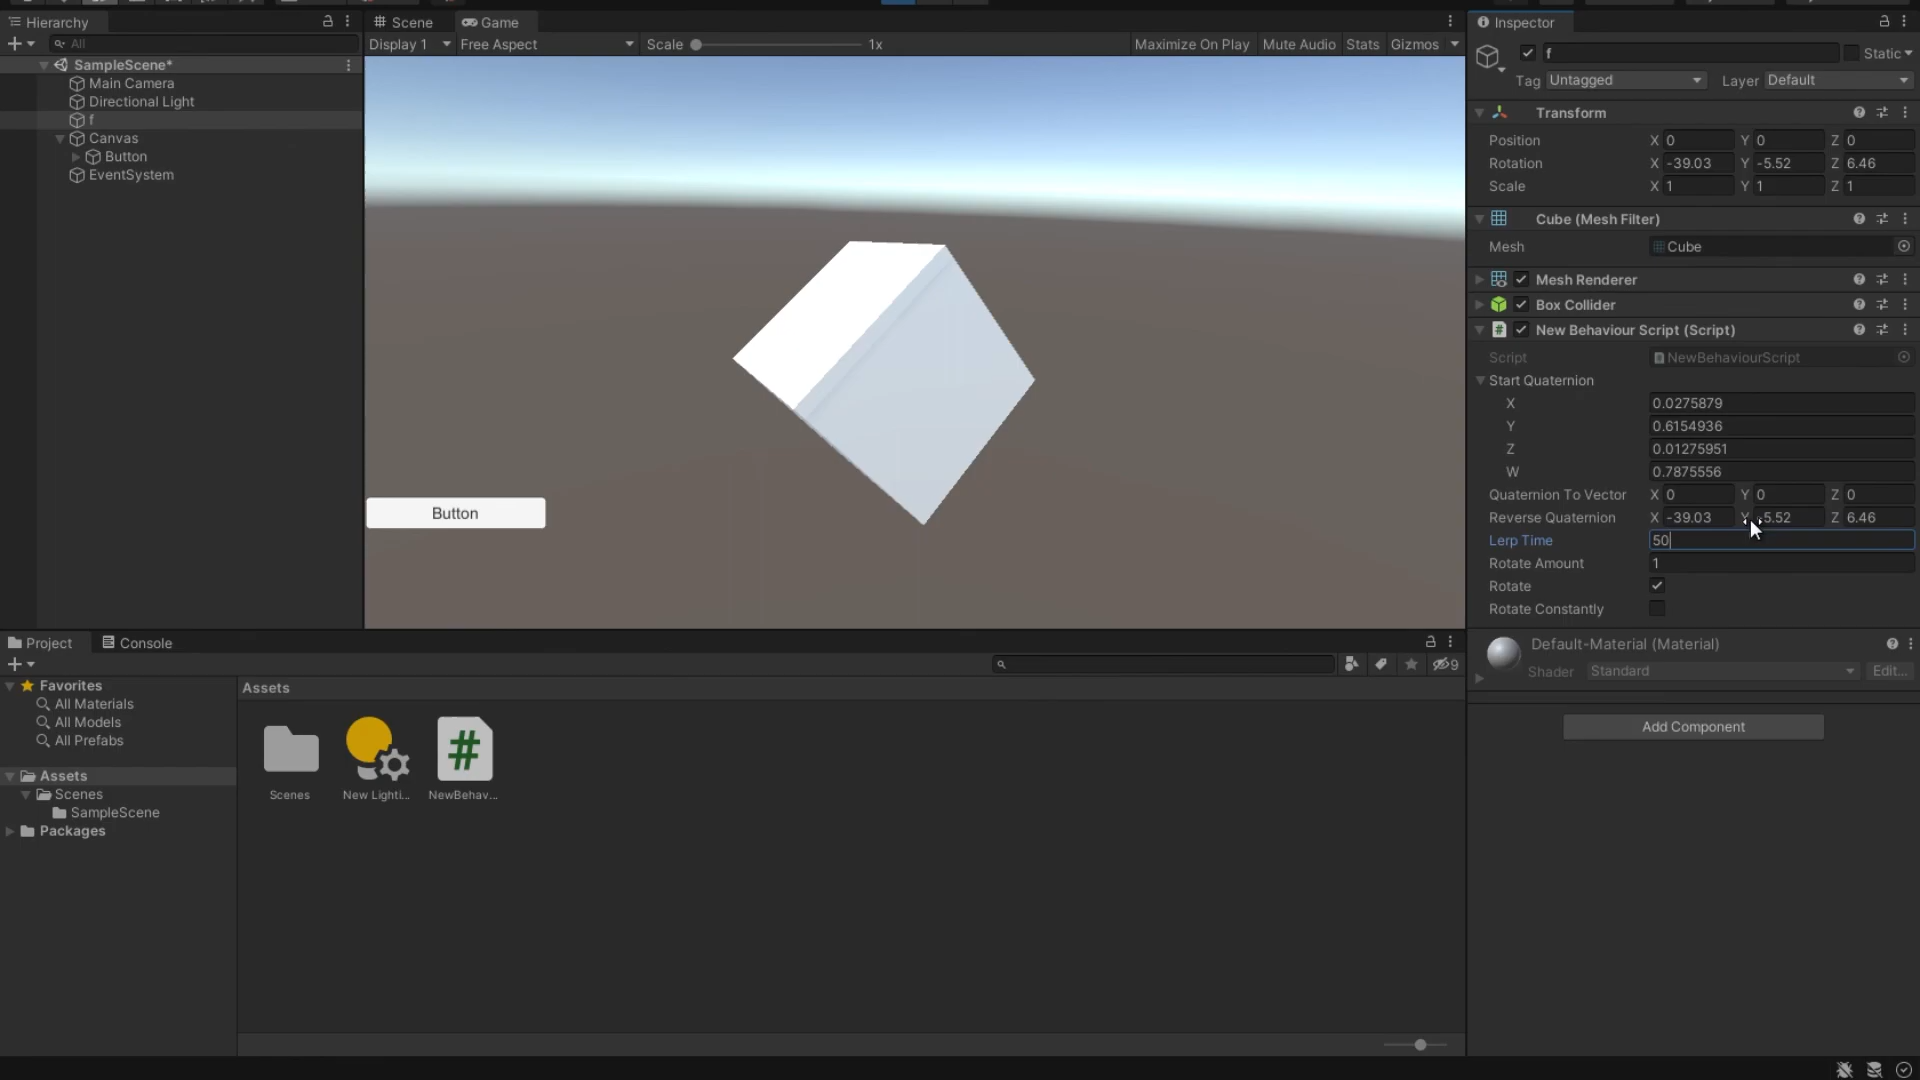 Hierarchy
Scene
Game
Inspector
All
Display 1
Free Aspect
Scale
1x
Maximize On Play
Mute Audio
Stats
Gizmos
f
Static
SampleScene*
Main Camera
Directional Light
f
Canvas
Button
EventSystem
Tag
Untagged
Layer
Default
Transform
Position
X 0
Y 0
Z 0
Rotation
X -39.03
Y -5.52
Z 6.46
Scale
X 1
Y 1
Z 1
Cube (Mesh Filter)
Mesh
Cube
Mesh Renderer
Box Collider
# New Behaviour Script (Script)
Script
NewBehaviourScript
Start Quaternion
X
0.0275879
Y
0.6154936
Z
0.01275951
W
0.7875556
Quaternion To Vector
X 0
Y 0
Z 0
Reverse Quaternion
X -39.03
Y -5.52
Z 6.46
Lerp Time
50
Rotate Amount
1
Rotate
Rotate Constantly
Default-Material (Material)
Shader
Standard
Edit...
Add Component
Button
Project
Console
9
Favorites
All Materials
All Models
All Prefabs
Assets
Scenes
SampleScene
Packages
Assets
#
Scenes
New Lighti...
NewBehav...